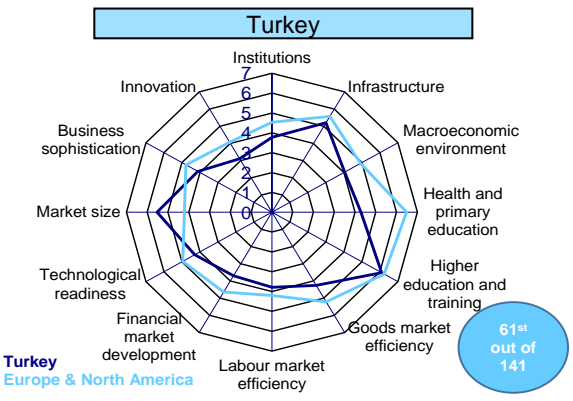 Turkey
Institutions
7
6
5
4
3
2
1
0
Infrastructure
Macroeconomic
environment
Health and
primary
education
Higher
education and
training
Goods market
efficiency
Labour market
efficiency
Financial
market
development
Technological
readiness
Market size
Business
sophistication
Innovation
61st
out of
141
Turkey
Europe & North America